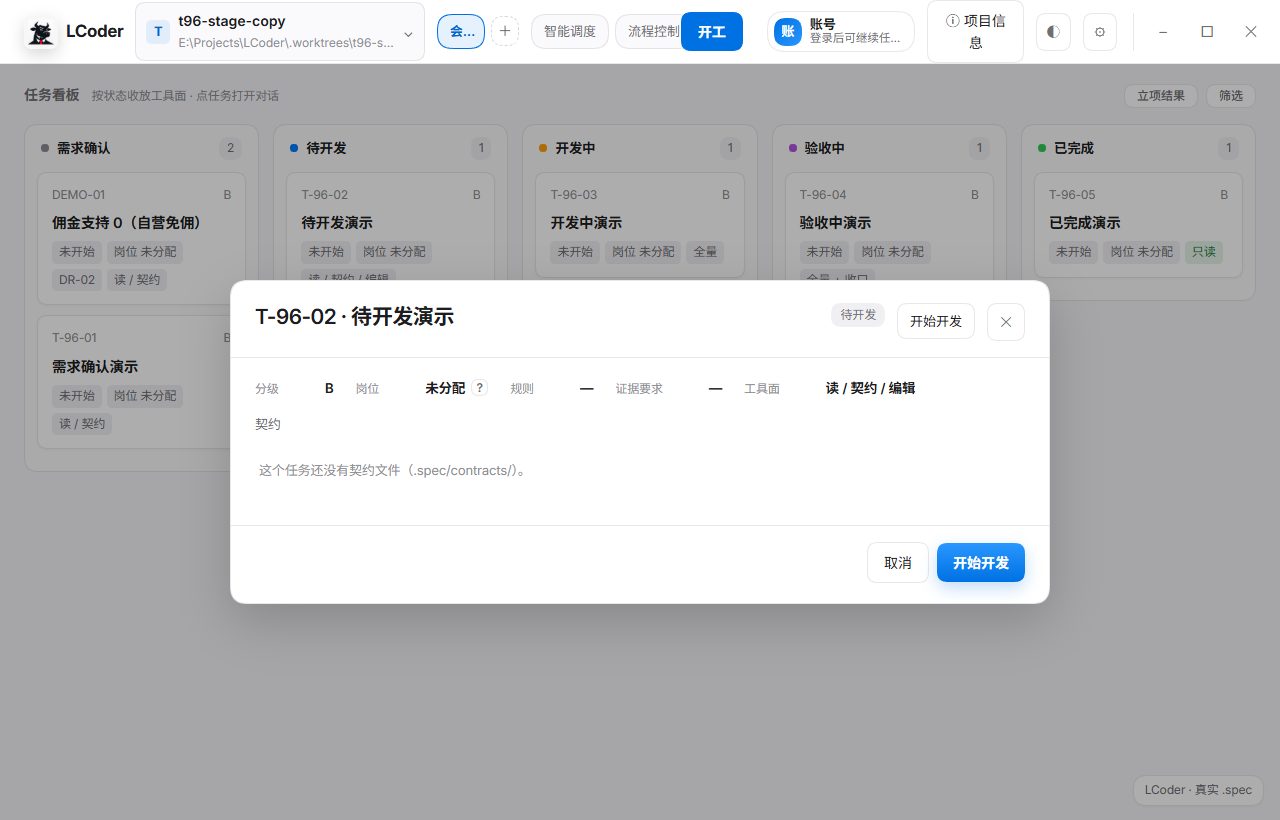 LCoder
T
t96-stage-copy
E:\Projects\LCoder\.worktrees\t96-s...
会...
+
智能调度
流程控制
开工
账
账号
登录后可继续任...
项目信
息
任务看板
按状态收放工具面 · 点任务打开对话
立项结果
筛选
需求确认
2
待开发
1
开发中
1
验收中
1
已完成
1
DEMO-01
B
佣金支持 0（自营免佣）
未开始
岗位 未分配
DR-02
读 / 契约
T-96-02
B
待开发演示
未开始
岗位 未分配
读 / 契约 / 编辑
T-96-03
B
开发中演示
未开始
岗位 未分配
全量
T-96-04
B
验收中演示
未开始
岗位 未分配
全量 + 收口
T-96-05
B
已完成演示
未开始
岗位 未分配
只读
T-96-01
B
需求确认演示
未开始
岗位 未分配
读 / 契约
T-96-02 · 待开发演示
待开发
开始开发
分级
B
岗位
未分配
?
规则
—
证据要求
—
工具面
读 / 契约 / 编辑
契约
这个任务还没有契约文件（.spec/contracts/）。
取消
开始开发
LCoder · 真实 .spec